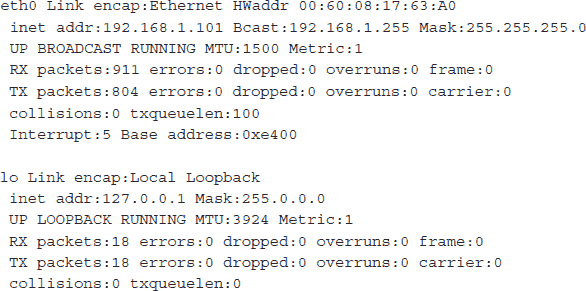 eth0 Link encap:Ethernet HWaddr 00:60:08:17:63:A0
inet addr:192.168.1.101 Bcast:192.168.1.255 Mask:255.255.255.0
UP BROADCAST RUNNING MTU:1500 Metric:1
RX packets:911 errors:0 dropped:0 overruns:0 frame:0
TX packets:804 errors:0 dropped:0 overruns:0 carrier:0
collisions:0 txqueuelen:100
Interrupt:5 Base address:0xe400
lo Link encap:Local Loopback
inet addr:127.0.0.1 Mask:255.0.0.0
UP LOOPBACK RUNNING MTU:3924 Metric:1
RX packets:18 errors:0 dropped:0 overruns:0 frame:0
TX packets:18 errors:0 dropped:0 overruns:0 carrier:0
collisions:0 txqueuelen:0